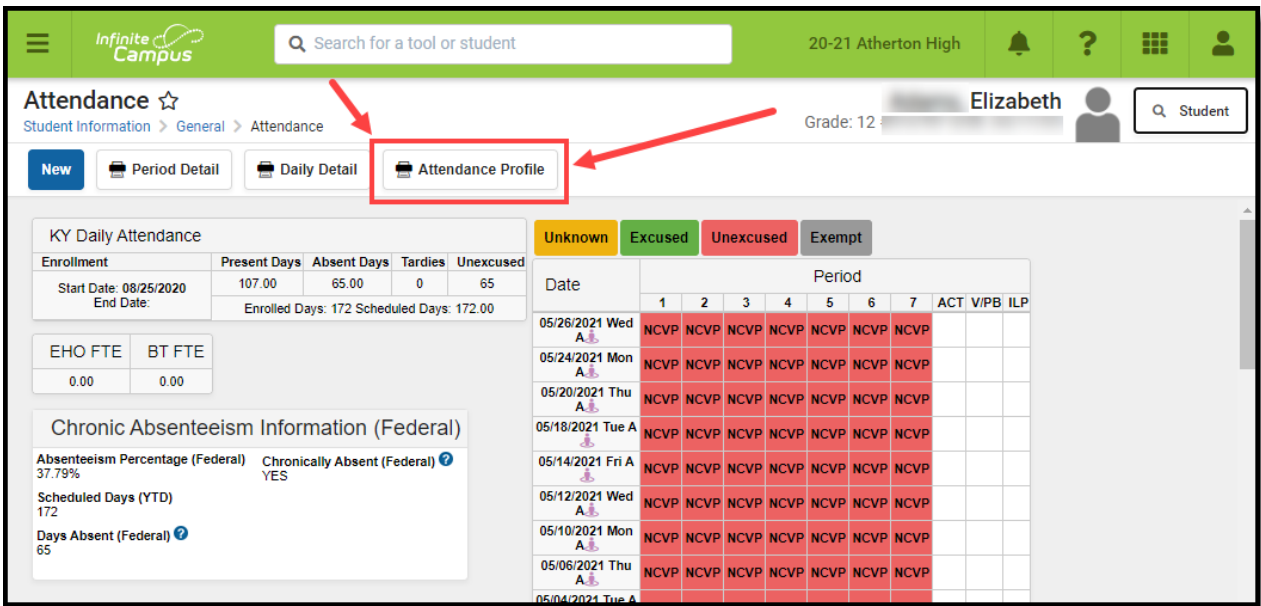 Infinite Campus
Search for a tool or student
20-21 Atherton High
?
Attendance
Student Information > General > Attendance
Elizabeth
Grade: 12
Student
New
Period Detail
Daily Detail
Attendance Profile
KY Daily Attendance
Enrollment Present Days Absent Days Tardies Unexcused
Start Date: 08/25/2020 107.00 65.00 0 65
End Date: Enrolled Days: 172 Scheduled Days: 172.00
EHO FTE BT FTE
0.00 0.00
Chronic Absenteeism Information (Federal)
Absenteeism Percentage (Federal) Chronically Absent (Federal) ?
37.79% YES
Scheduled Days (YTD)
172
Days Absent (Federal) ?
65
Unknown Excused Unexcused Exempt
Date Period
1 2 3 4 5 6 7 ACT V/PB ILP
05/26/2021 Wed
A NCVP NCVP NCVP NCVP NCVP NCVP NCVP
05/24/2021 Mon
A NCVP NCVP NCVP NCVP NCVP NCVP NCVP
05/20/2021 Thu
A NCVP NCVP NCVP NCVP NCVP NCVP NCVP
05/18/2021 Tue A
NCVP NCVP NCVP NCVP NCVP NCVP NCVP
05/14/2021 Fri A
NCVP NCVP NCVP NCVP NCVP NCVP NCVP
05/12/2021 Wed
A NCVP NCVP NCVP NCVP NCVP NCVP NCVP
05/10/2021 Mon
A NCVP NCVP NCVP NCVP NCVP NCVP NCVP
05/06/2021 Thu
A NCVP NCVP NCVP NCVP NCVP NCVP NCVP
05/04/2021 Tue A